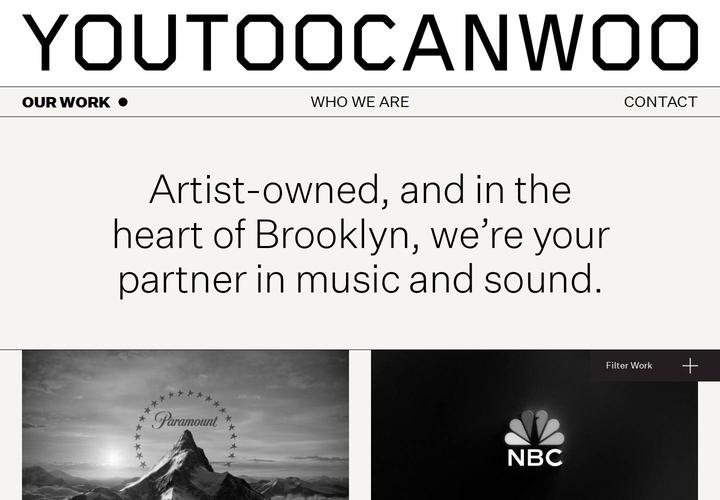 YOUTOOCANWOO
OUR WORK
WHO WE ARE
CONTACT
Artist-owned, and in the
heart of Brooklyn, we’re your
partner in music and sound.
Filter Work
Paramount
NBC